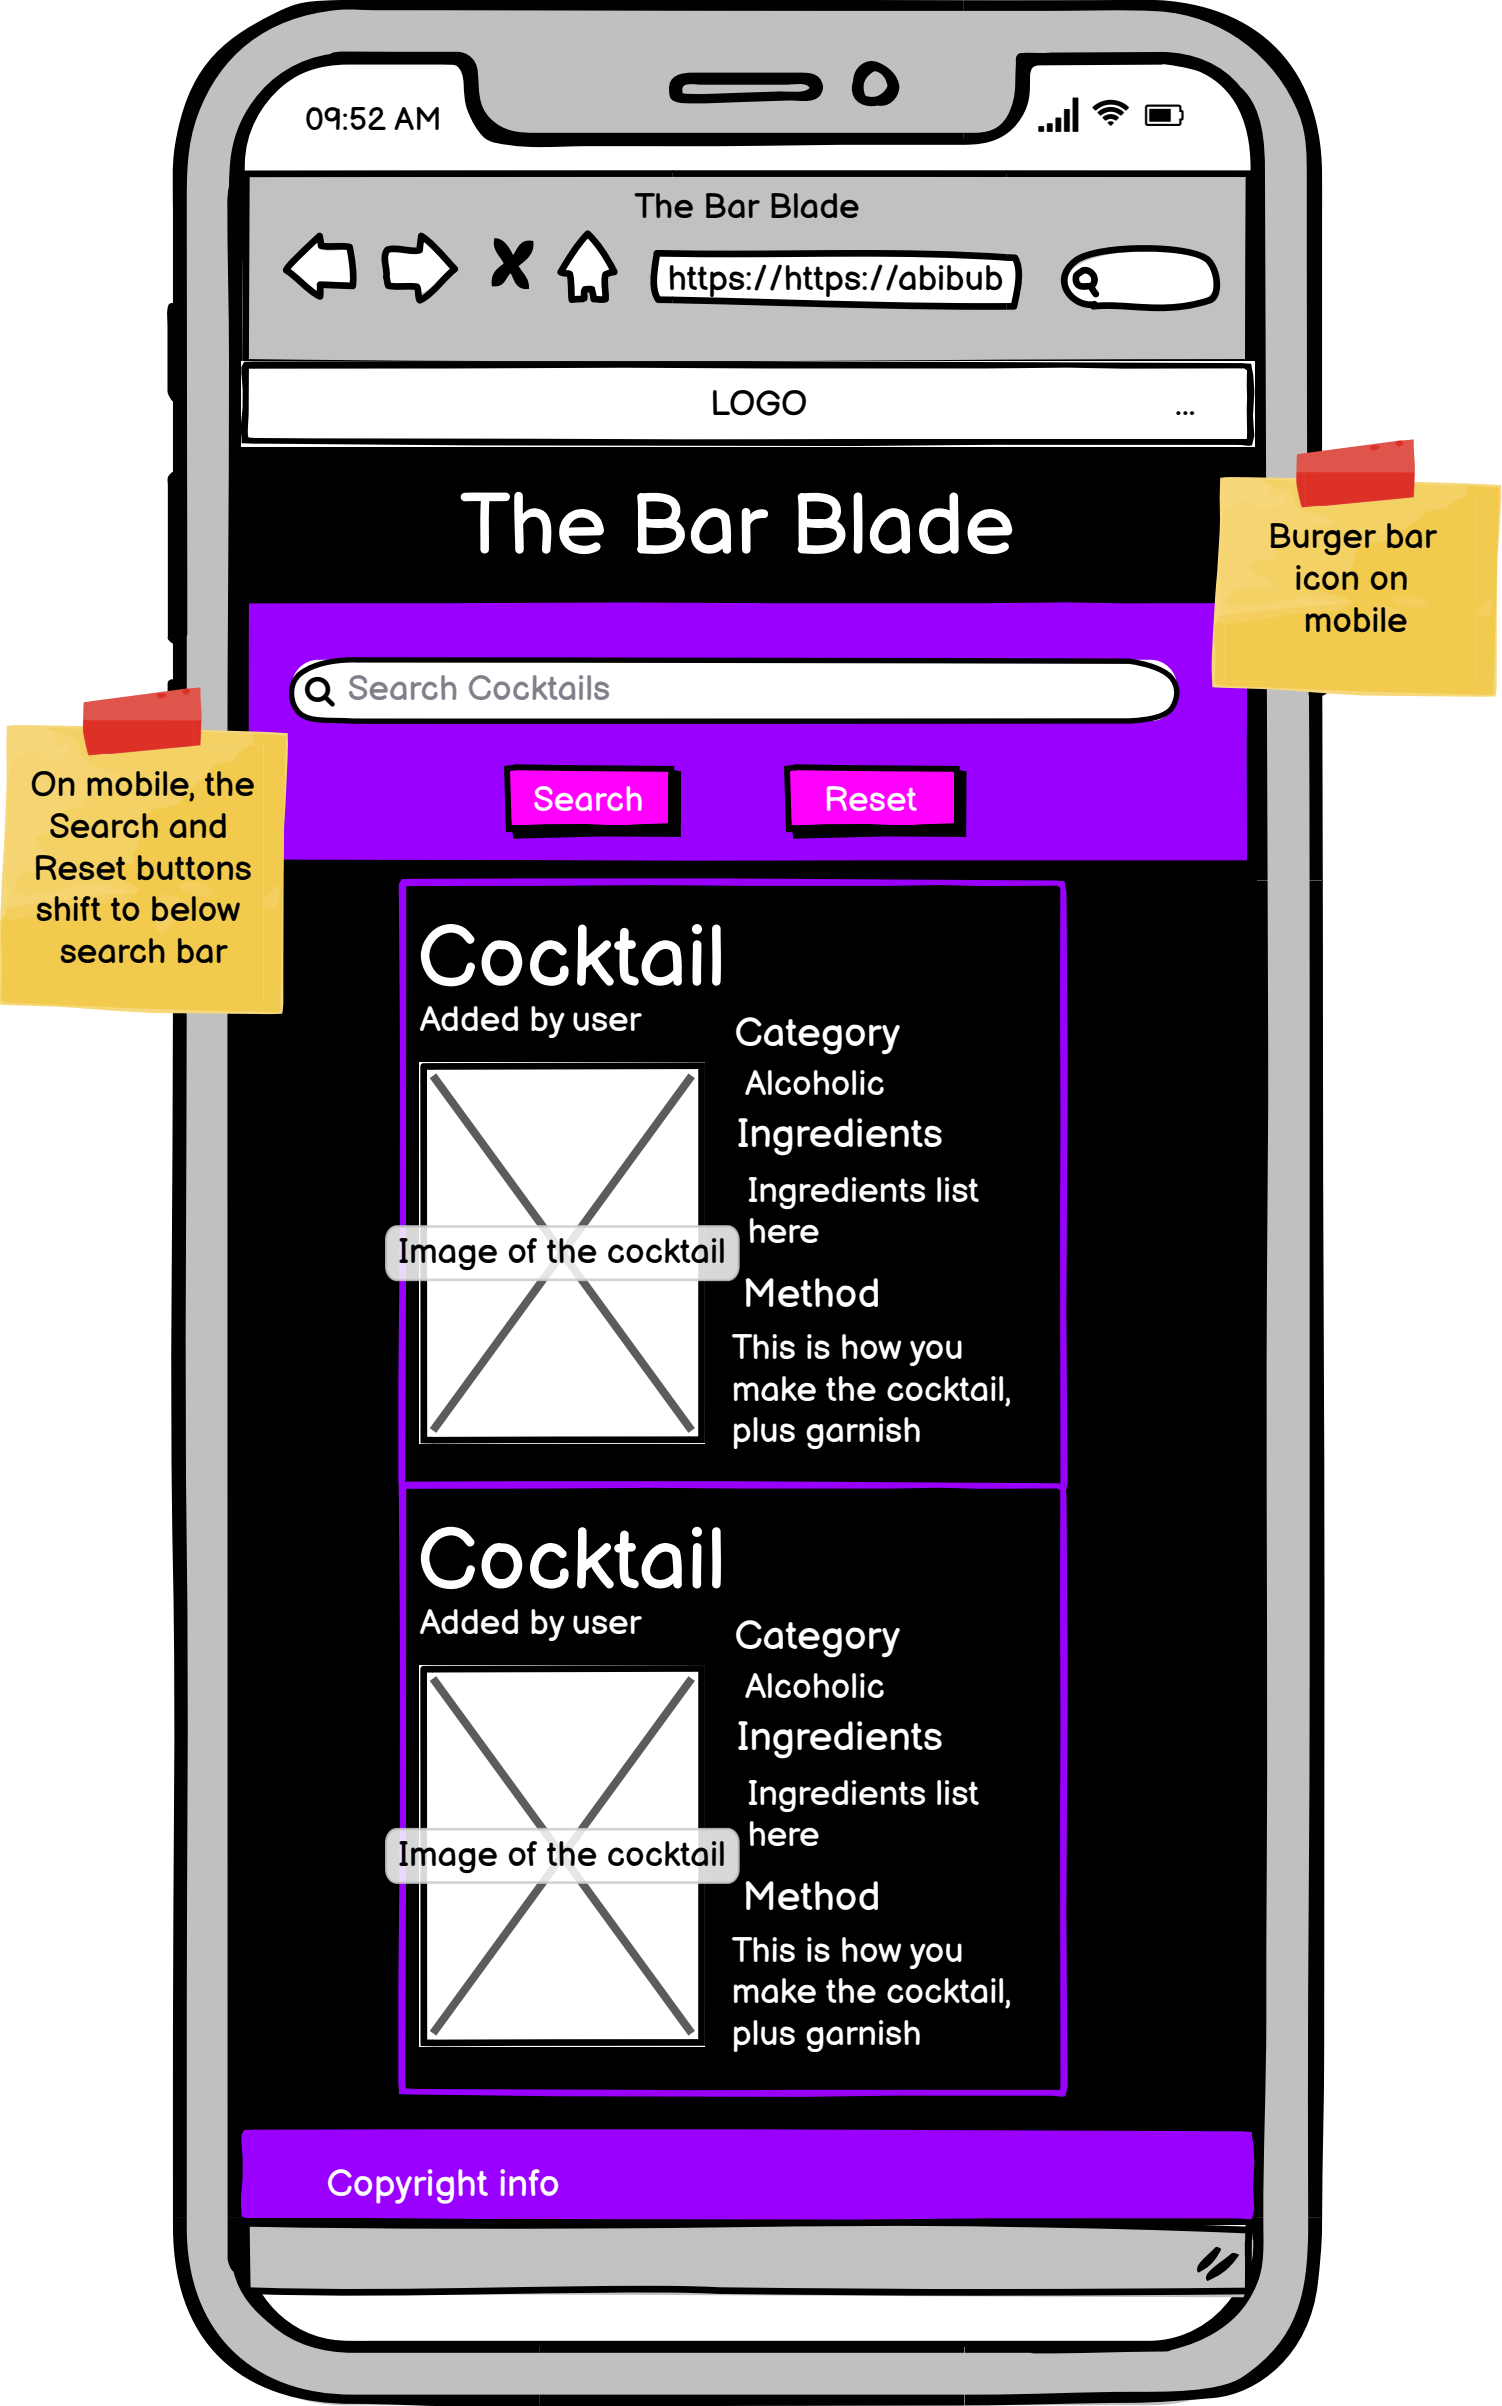 09:52 AM
The Bar Blade
https://https://abibub
LOGO
...
The Bar Blade
Burger bar
icon on
mobile
Search Cocktails
Search
Reset
On mobile, the
Search and
Reset buttons
shift to below
search bar
Cocktail
Added by user
Category
Alcoholic
Ingredients
Ingredients list
here
Image of the cocktail
Method
This is how you
make the cocktail,
plus garnish
Cocktail
Added by user
Category
Alcoholic
Ingredients
Ingredients list
here
Image of the cocktail
Method
This is how you
make the cocktail,
plus garnish
Copyright info